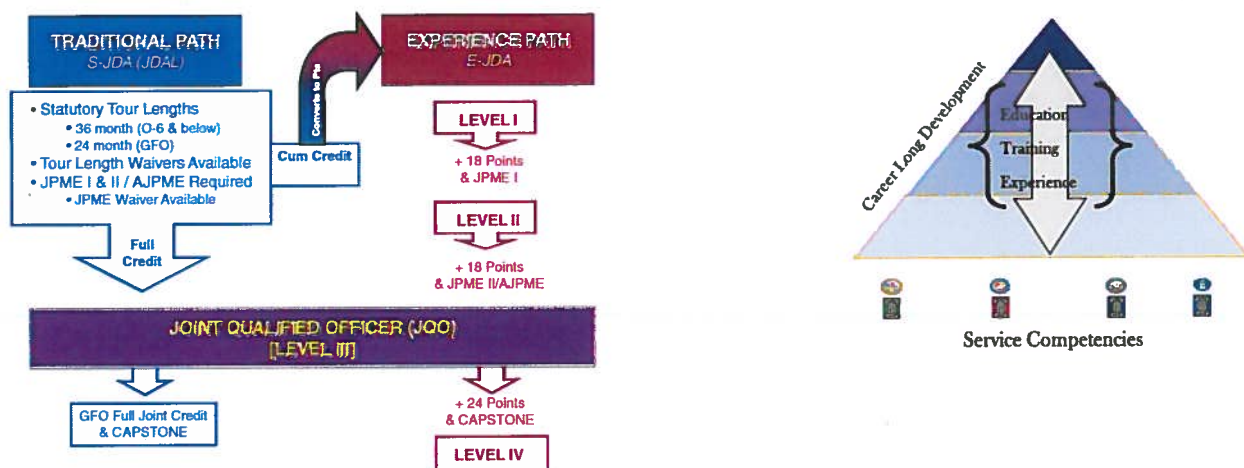 TRADITIONAL PATH
S-JDA (JDAL)
• Statutory Tour Lengths
• 36 month (O-6 & below)
• 24 month (GFO)
• Tour Length Waivers Available
• JPME I & II / AJPME Required
• JPME Waiver Available
Full
Credit
Cum Credit
Converts to Pts
EXPERIENCE PATH
E-JDA
LEVEL I
+ 18 Points
& JPME I
LEVEL II
+ 18 Points
& JPME II/AJPME
JOINT QUALIFIED OFFICER (JQO)
[LEVEL III]
GFO Full Joint Credit
& CAPSTONE
+ 24 Points
& CAPSTONE
LEVEL IV
Career Long Development
Education
Training
Experience
Service Competencies